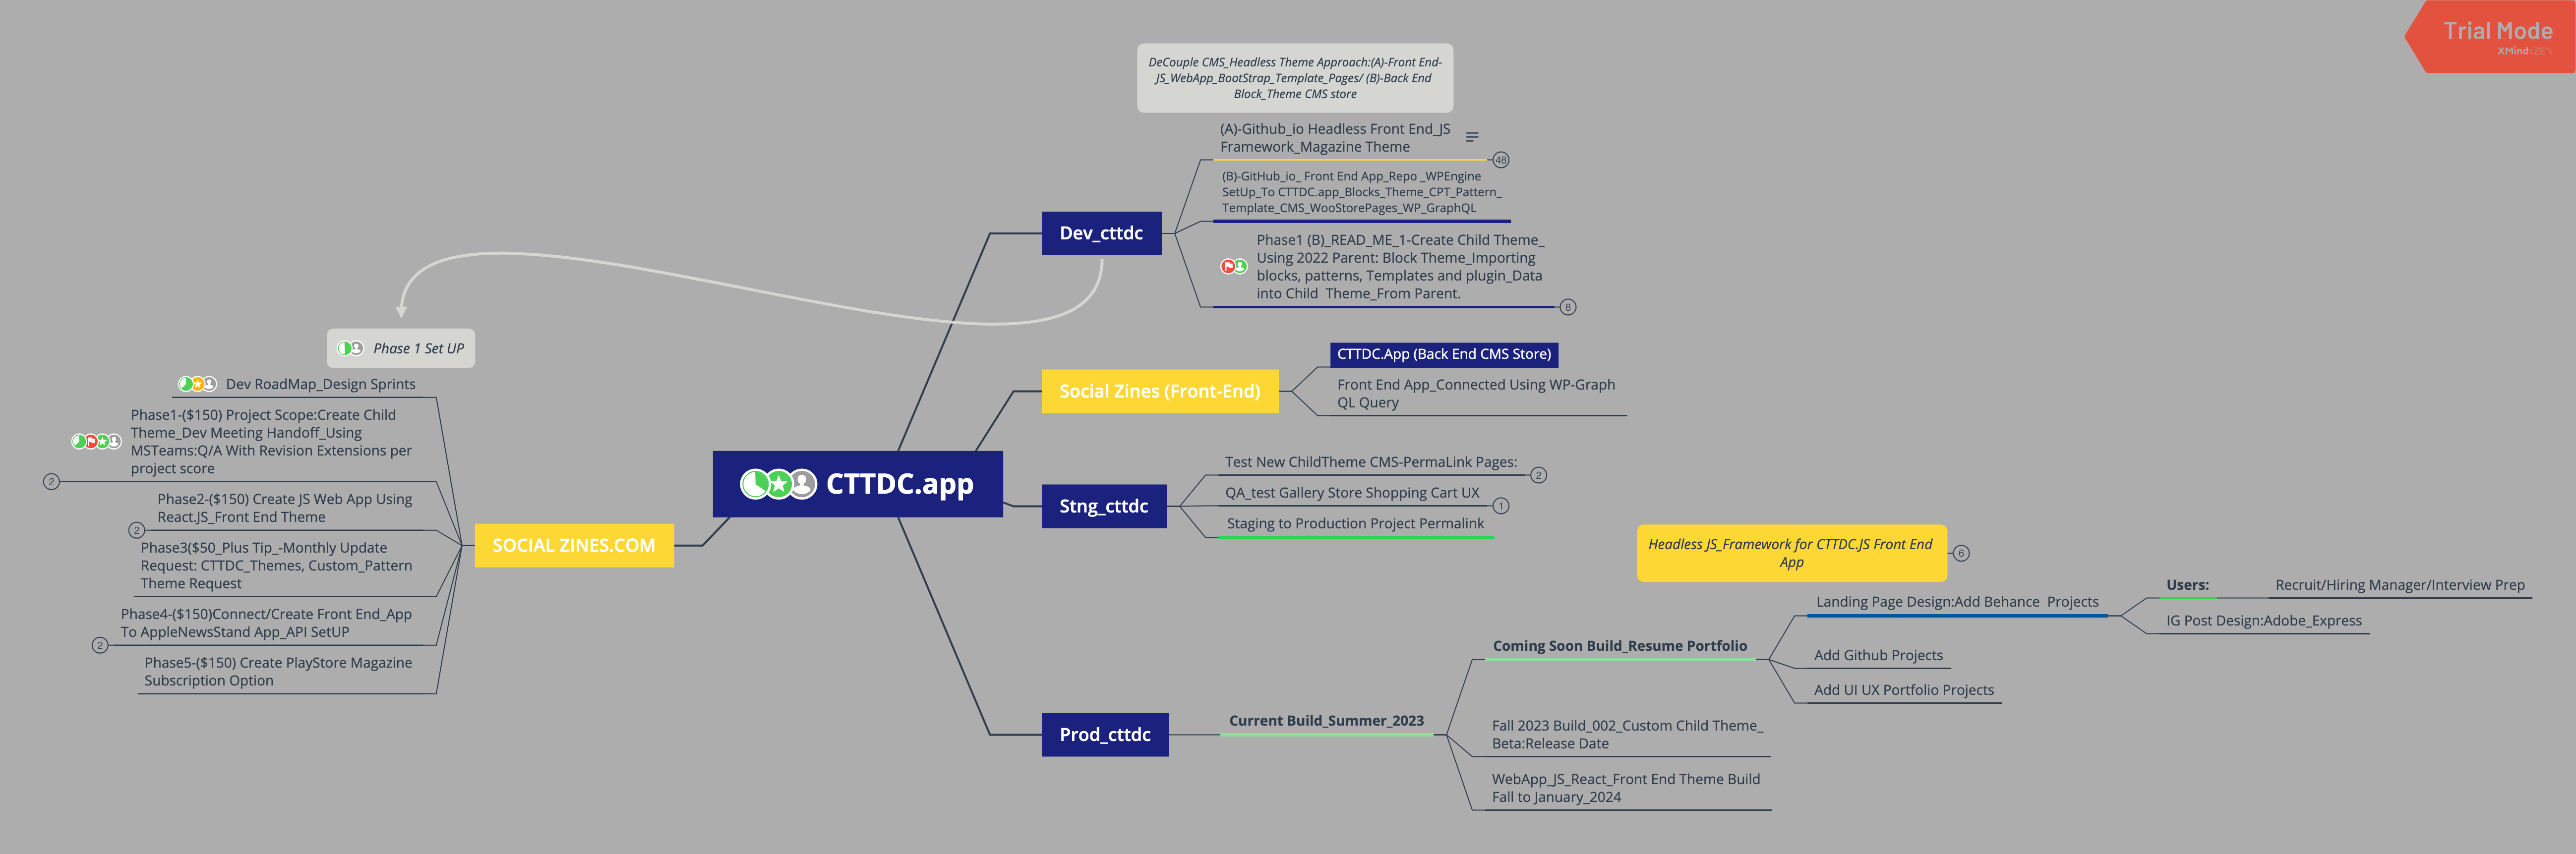 Trial Mode
XMind:ZEN
DeCouple CMS_Headless Theme Approach:(A)-Front End-
JS_WebApp_BootStrap_Template_Pages/ (B)-Back End
Block_Theme CMS store
(A)-Github_io Headless Front End_JS
Framework_Magazine Theme
48
(B)-GitHub_io_ Front End App_Repo _WPEngine
SetUp_To CTTDC.app_Blocks_Theme_CPT_Pattern_
Template_CMS_WooStorePages_WP_GraphQL
Dev_cttdc
Phase1 (B)_READ_ME_1-Create Child Theme_
Using 2022 Parent: Block Theme_Importing
blocks, patterns, Templates and plugin_Data
into Child  Theme_From Parent.
8
Phase 1 Set UP
CTTDC.App (Back End CMS Store)
Social Zines (Front-End)
Front End App_Connected Using WP-Graph
QL Query
Dev RoadMap_Design Sprints
Phase1-($150) Project Scope:Create Child
Theme_Dev Meeting Handoff_Using
MSTeams:Q/A With Revision Extensions per
project score
2
Phase2-($150) Create JS Web App Using
React.JS_Front End Theme
2
Phase3($50_Plus Tip_-Monthly Update
Request: CTTDC_Themes, Custom_Pattern
Theme Request
Phase4-($150)Connect/Create Front End_App
To AppleNewsStand App_API SetUP
2
Phase5-($150) Create PlayStore Magazine
Subscription Option
SOCIAL ZINES.COM
CTTDC.app
Stng_cttdc
Test New ChildTheme CMS-PermaLink Pages:
2
QA_test Gallery Store Shopping Cart UX
1
Staging to Production Project Permalink
Headless JS_Framework for CTTDC.JS Front End
App
6
Prod_cttdc
Current Build_Summer_2023
Coming Soon Build_Resume Portfolio
Landing Page Design:Add Behance  Projects
Users:
Recruit/Hiring Manager/Interview Prep
IG Post Design:Adobe_Express
Add Github Projects
Add UI UX Portfolio Projects
Fall 2023 Build_002_Custom Child Theme_
Beta:Release Date
WebApp_JS_React_Front End Theme Build
Fall to January_2024